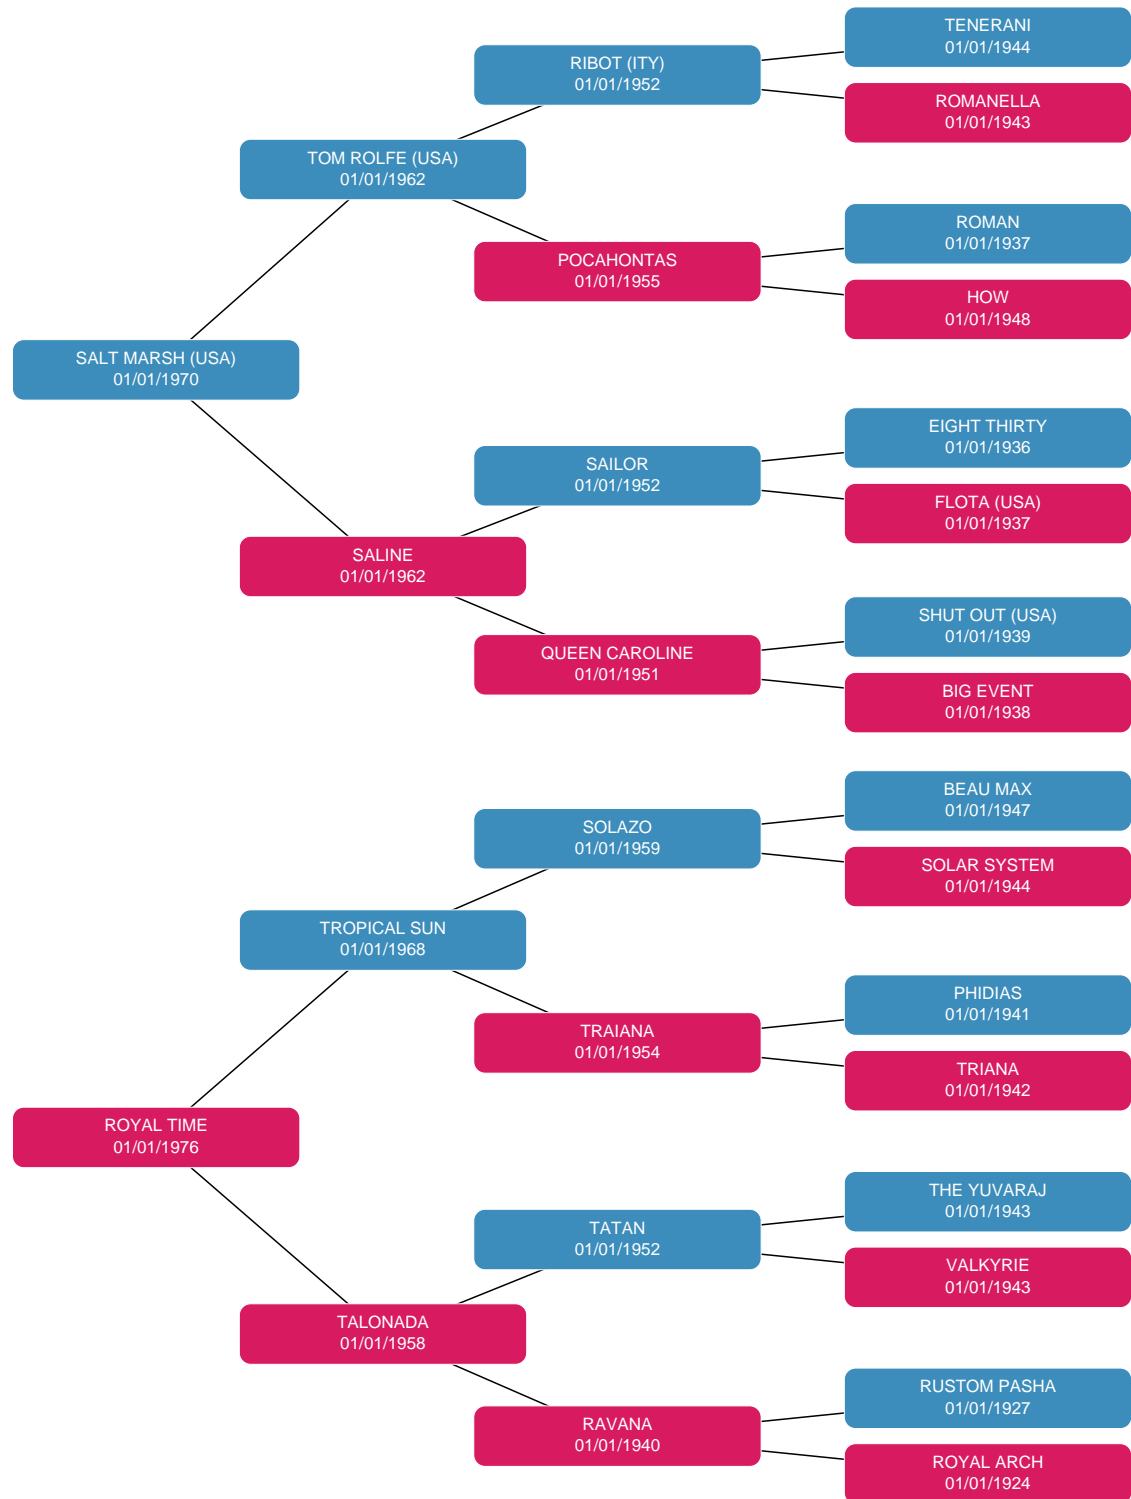 TENERANI
01/01/1944
RIBOT (ITY)
01/01/1952
ROMANELLA
01/01/1943
TOM ROLFE (USA)
01/01/1962
ROMAN
01/01/1937
POCAHONTAS
01/01/1955
HOW
01/01/1948
SALT MARSH (USA)
01/01/1970
EIGHT THIRTY
01/01/1936
SAILOR
01/01/1952
FLOTA (USA)
01/01/1937
SALINE
01/01/1962
SHUT OUT (USA)
01/01/1939
QUEEN CAROLINE
01/01/1951
BIG EVENT
01/01/1938
BEAU MAX
01/01/1947
SOLAZO
01/01/1959
SOLAR SYSTEM
01/01/1944
TROPICAL SUN
01/01/1968
PHIDIAS
01/01/1941
TRAIANA
01/01/1954
TRIANA
01/01/1942
ROYAL TIME
01/01/1976
THE YUVARAJ
01/01/1943
TATAN
01/01/1952
VALKYRIE
01/01/1943
TALONADA
01/01/1958
RUSTOM PASHA
01/01/1927
RAVANA
01/01/1940
ROYAL ARCH
01/01/1924